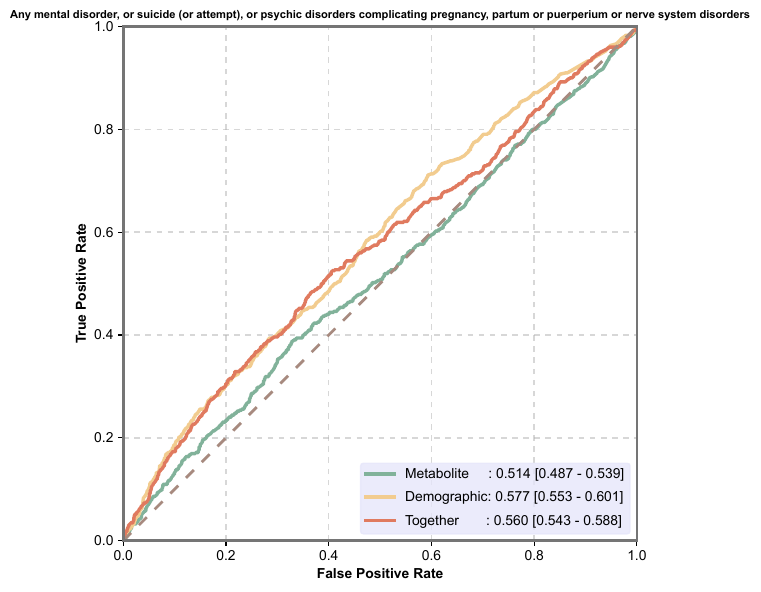 Any mental disorder, or suicide (or attempt), or psychic disorders complicating pregnancy, partum or puerperium or nerve system disorders
1.0
0.8
0.6
0.4
0.2
0.0
True Positive Rate
Metabolite : 0.514 [0.487 - 0.539]
Demographic: 0.577 [0.553 - 0.601]
Together : 0.560 [0.543 - 0.588]
0.0 0.2 0.4 0.6 0.8 1.0
False Positive Rate